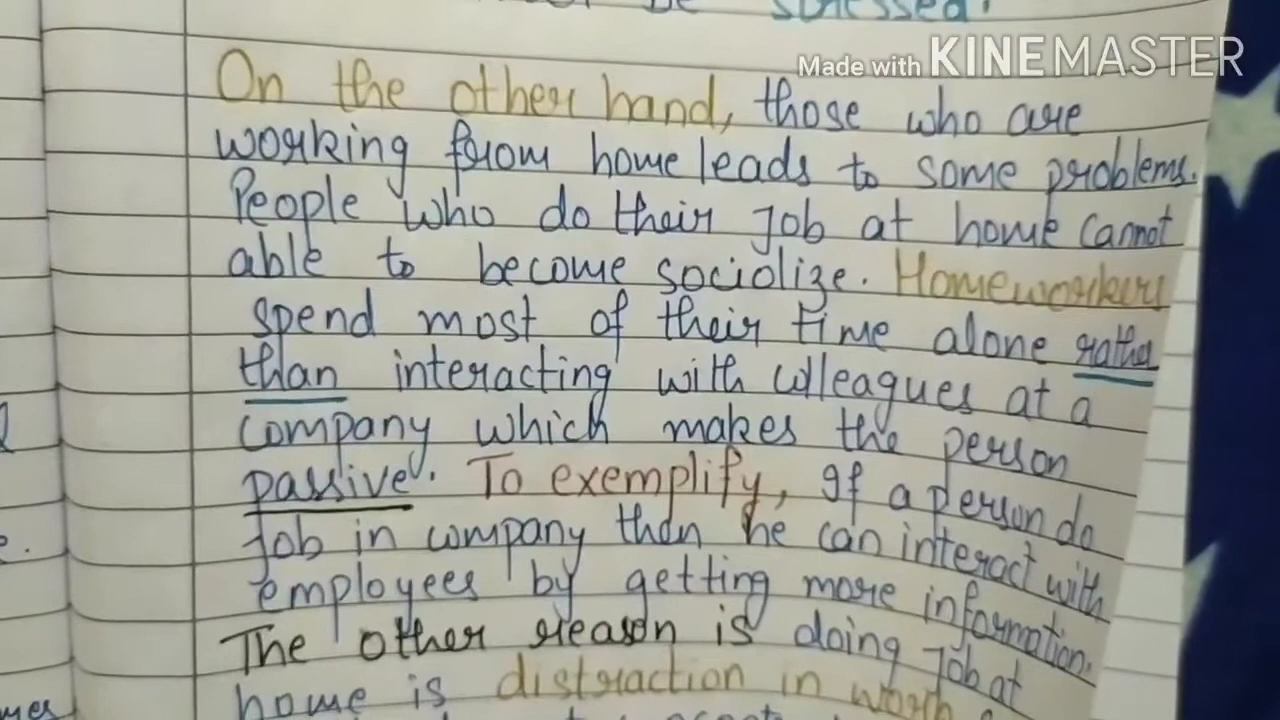 be stressed.
Made with KINEMASTER
On the other hand, those who are
working from home leads to some problems.
People who do their job at home cannot
able to become sociolize. Homeworkers
spend most of their time alone rather
than interacting with colleagues at a
company which makes the person
passive. To exemplify, If a person do
Job in company then he can interact with
employees by getting more information.
The other reason is doing job at
home is distraction in work